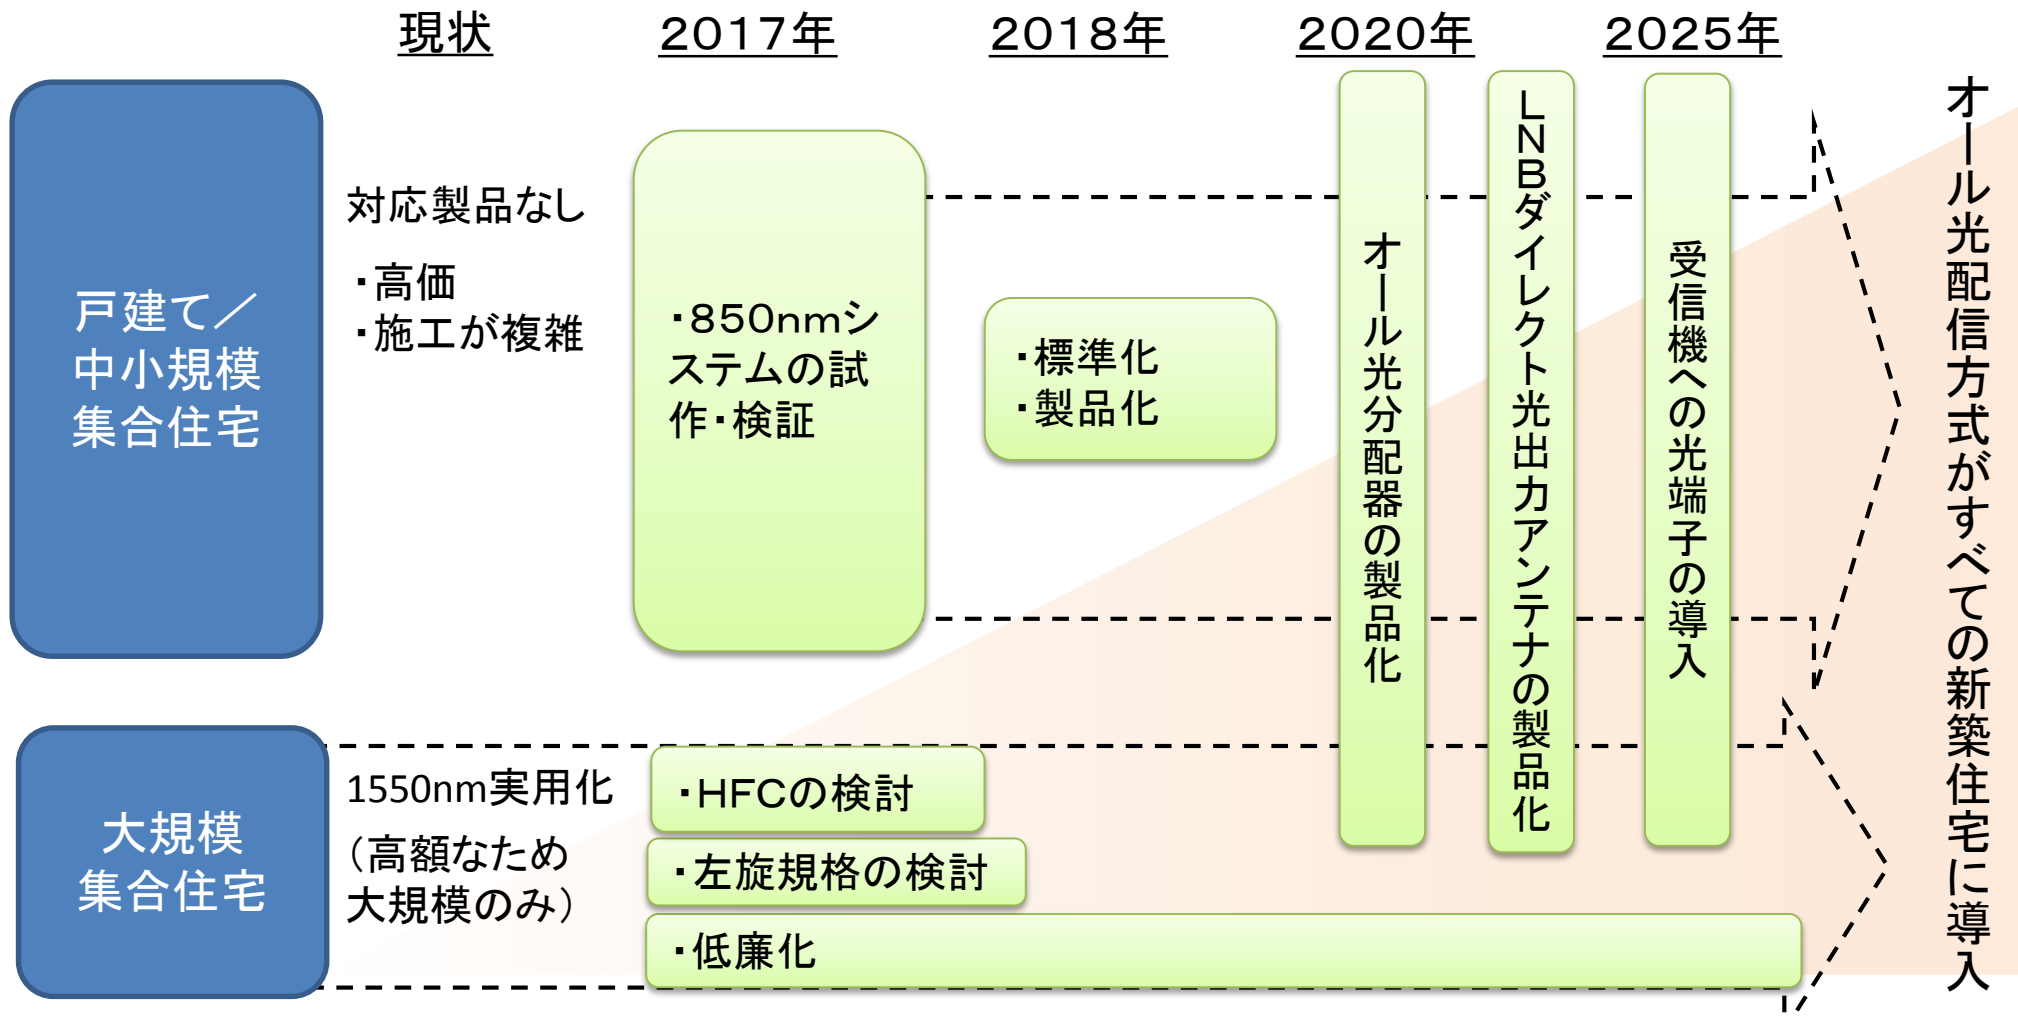 現状
2017年
2018年
2020年
2025年
戸建て／
中小規模
集合住宅
対応製品なし
・高価
・施工が複雑
・850nmシ
ステムの試
作・検証
・標準化
・製品化
オール光分配器の製品化
LNBダイレクト光出力アンテナの製品化
受信機への光端子の導入
オール光配信方式がすべての新築住宅に導入
大規模
集合住宅
1550nm実用化
（高額なため
大規模のみ）
・HFCの検討
・左旋規格の検討
・低廉化